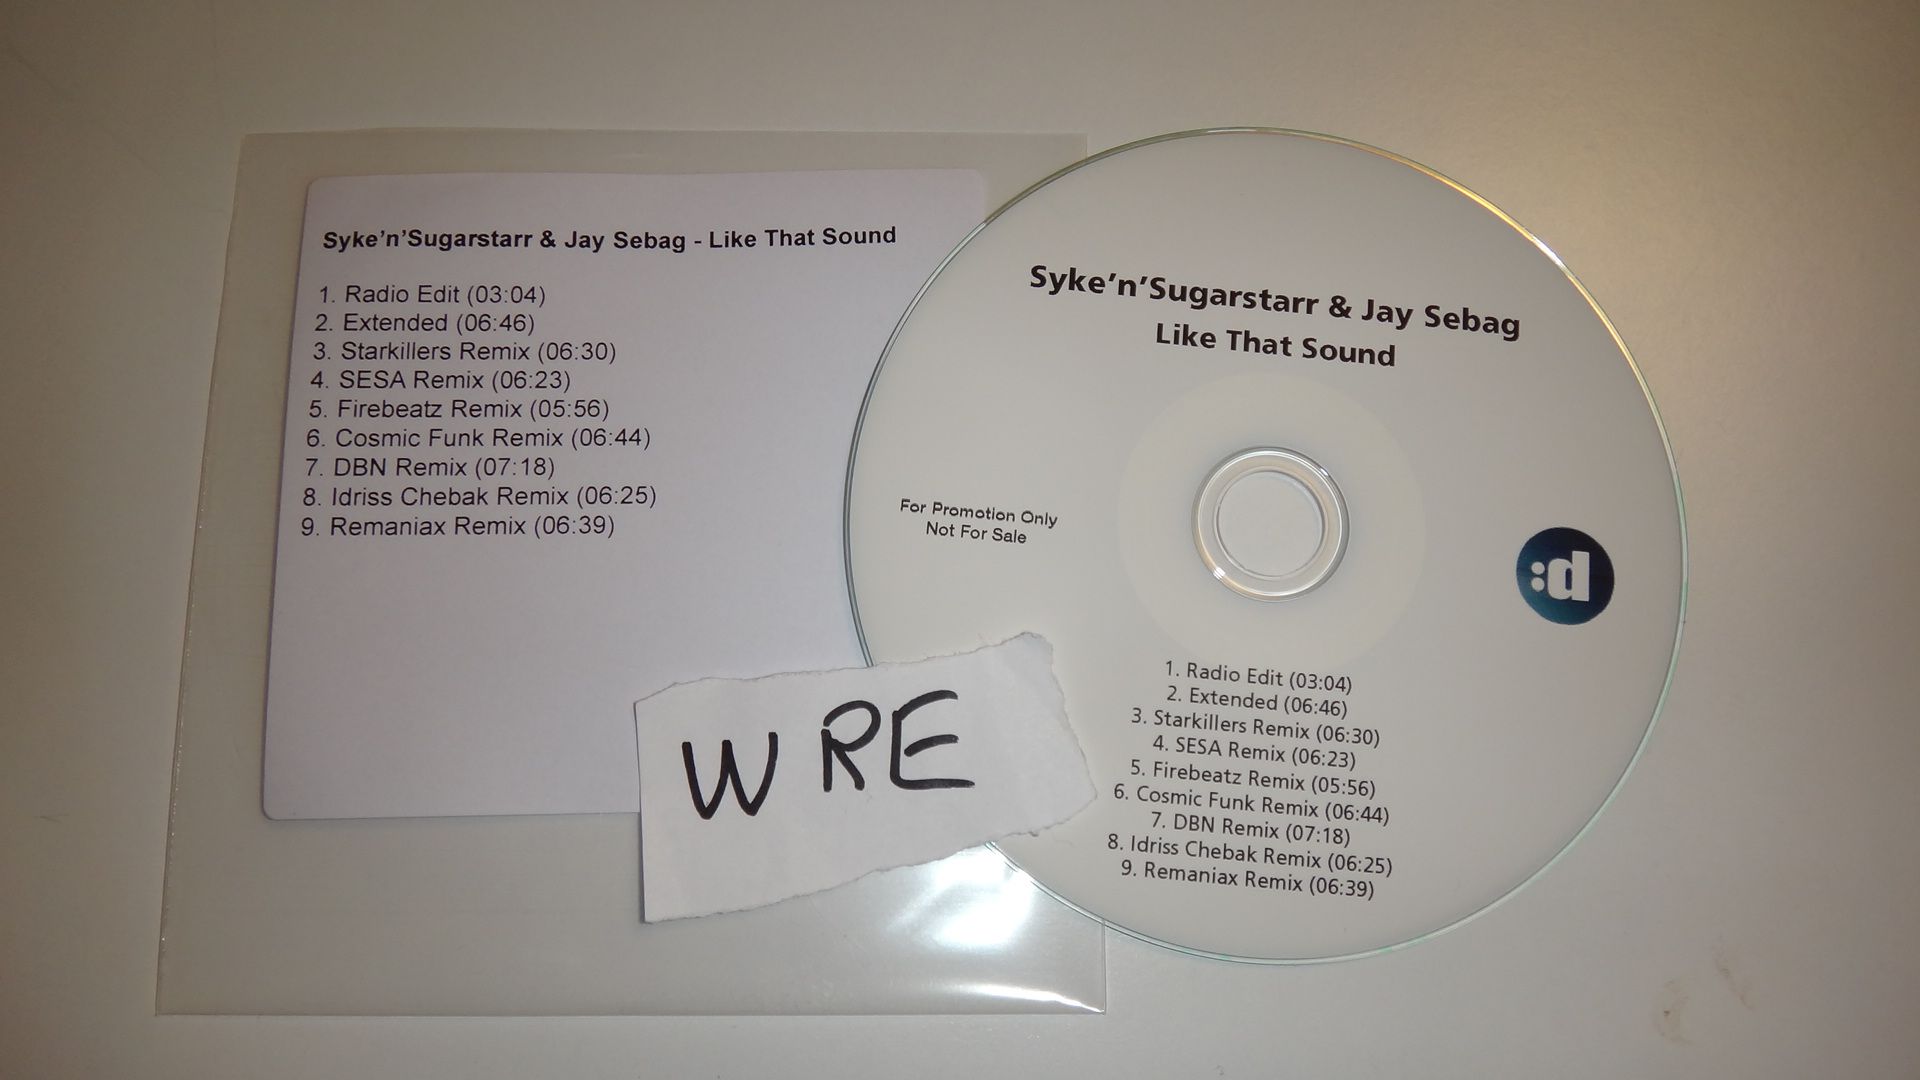 Syke’n’Sugarstarr & Jay Sebag - Like That Sound
1. Radio Edit (03:04)
2. Extended (06:46)
3. Starkillers Remix (06:30)
4. SESA Remix (06:23)
5. Firebeatz Remix (05:56)
6. Cosmic Funk Remix (06:44)
7. DBN Remix (07:18)
8. Idriss Chebak Remix (06:25)
9. Remaniax Remix (06:39)
WRE
Syke’n’Sugarstarr & Jay Sebag
Like That Sound
For Promotion Only
Not For Sale
:d
1. Radio Edit (03:04)
2. Extended (06:46)
3. Starkillers Remix (06:30)
4. SESA Remix (06:23)
5. Firebeatz Remix (05:56)
6. Cosmic Funk Remix (06:44)
7. DBN Remix (07:18)
8. Idriss Chebak Remix (06:25)
9. Remaniax Remix (06:39)